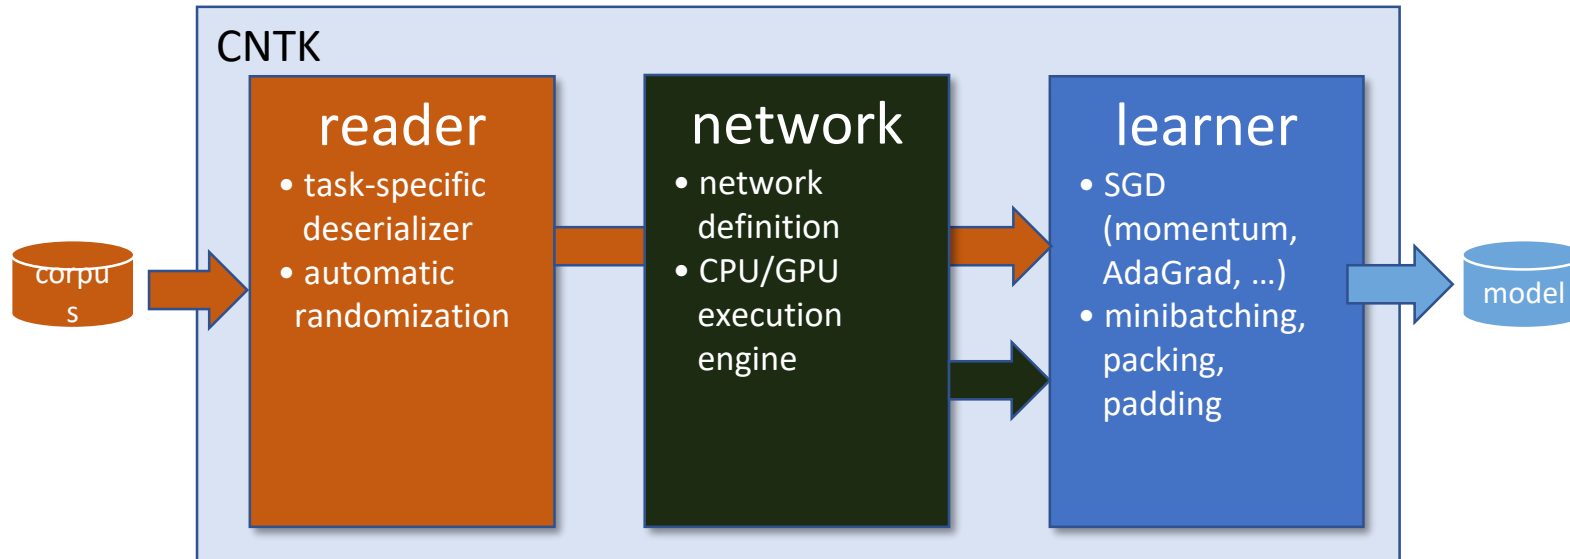 CNTK
corpu
s
reader
• task-specific
deserializer
• automatic
randomization
network
• network
definition
• CPU/GPU
execution
engine
learner
• SGD
(momentum,
AdaGrad, …)
• minibatching,
packing,
padding
model